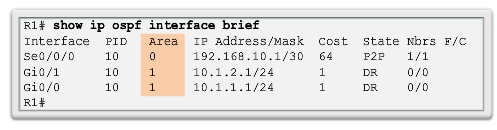 R1# show ip ospf interface brief
Interface PID Area IP Address/Mask Cost State Nbrs F/C
Se0/0/0 10 0 192.168.10.1/30 64 P2P 1/1
Gi0/1 10 1 10.1.2.1/24 1 DR 0/0
Gi0/0 10 1 10.1.1.1/24 1 DR 0/0
R1#